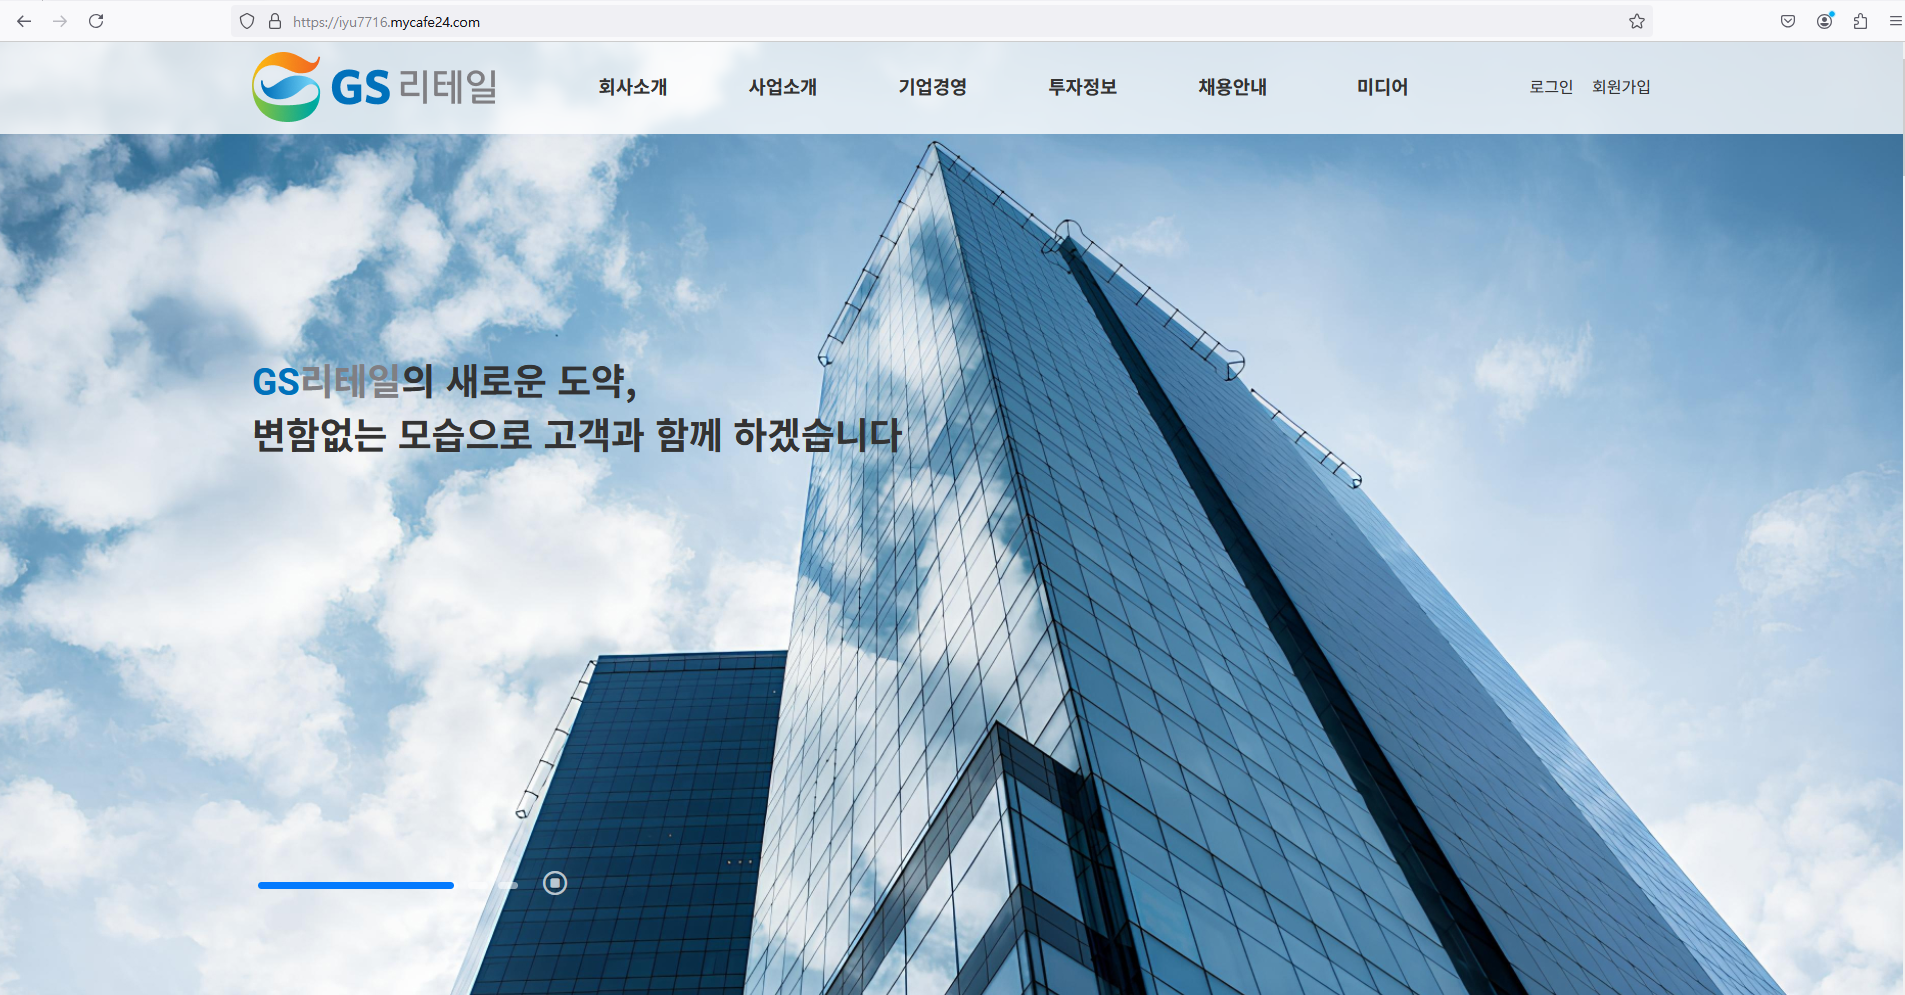 https://iyu7716.mycafe24.com
GS 리테일
회사소개 사업소개 기업경영 투자정보 채용안내 미디어 로그인 회원가입
GS리테일의 새로운 도약,
변함없는 모습으로 고객과 함께 하겠습니다